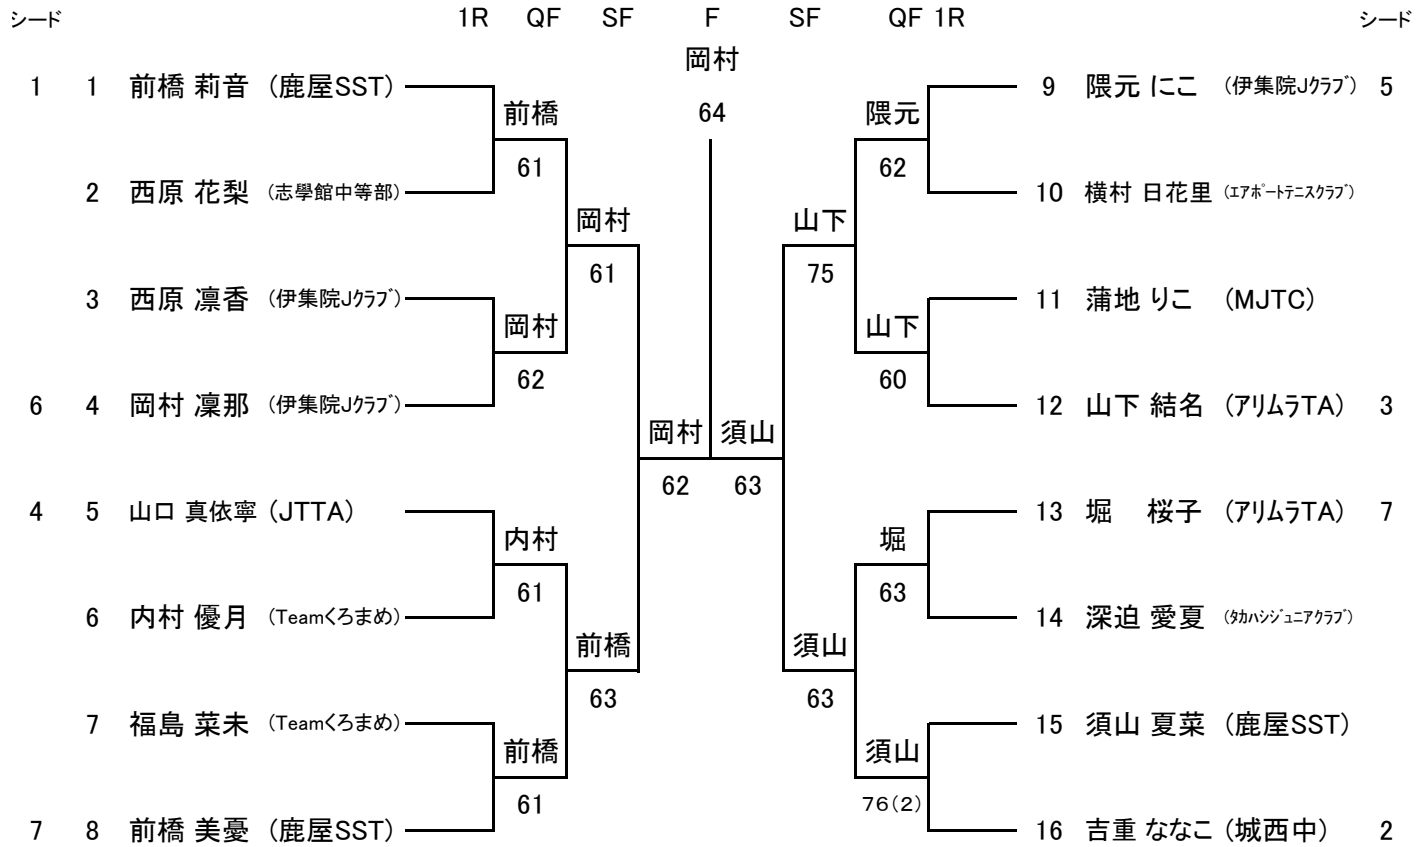 シード 1R QF SF F SF QF 1R シード
岡村
1 1 前橋 莉音 (鹿屋SST) 9 隈元 にこ (伊集院Jｸﾗﾌﾞ) 5
前橋 64 隈元
61 62
2 西原 花梨 (志學館中等部) 10 横村 日花里 (ｴｱﾎﾟｰﾄﾃﾆｽｸﾗﾌﾞ)
岡村 山下
61 75
3 西原 凛香 (伊集院Jｸﾗﾌﾞ) 11 蒲地 りこ (MJTC)
岡村 山下
62 60
6 4 岡村 凜那 (伊集院Jｸﾗﾌﾞ) 12 山下 結名 (アリムラTA) 3
岡村 須山
62 63
4 5 山口 真依寧 (JTTA) 13 堀 桜子 (アリムラTA) 7
内村 堀
61 63
6 内村 優月 (Teamくろまめ) 14 深迫 愛夏 (ﾀｶﾊｼｼﾞｭﾆｱｸﾗﾌﾞ)
前橋 須山
63 63
7 福島 菜未 (Teamくろまめ) 15 須山 夏菜 (鹿屋SST)
前橋 須山
61 76(2)
7 8 前橋 美憂 (鹿屋SST) 16 吉重 ななこ (城西中) 2